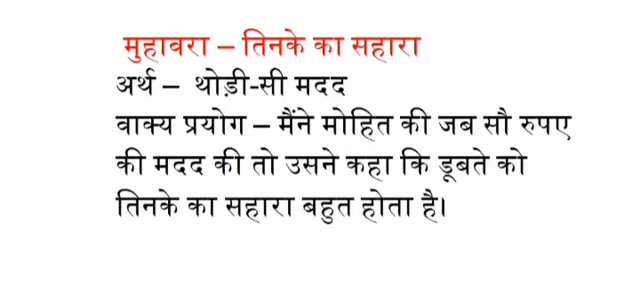 मुहावरा – तिनके का सहारा
अर्थ – थोड़ी-सी मदद
वाक्य प्रयोग – मैंने मोहित की जब सौ रुपए
की मदद की तो उसने कहा कि डूबते को
तिनके का सहारा बहुत होता है।